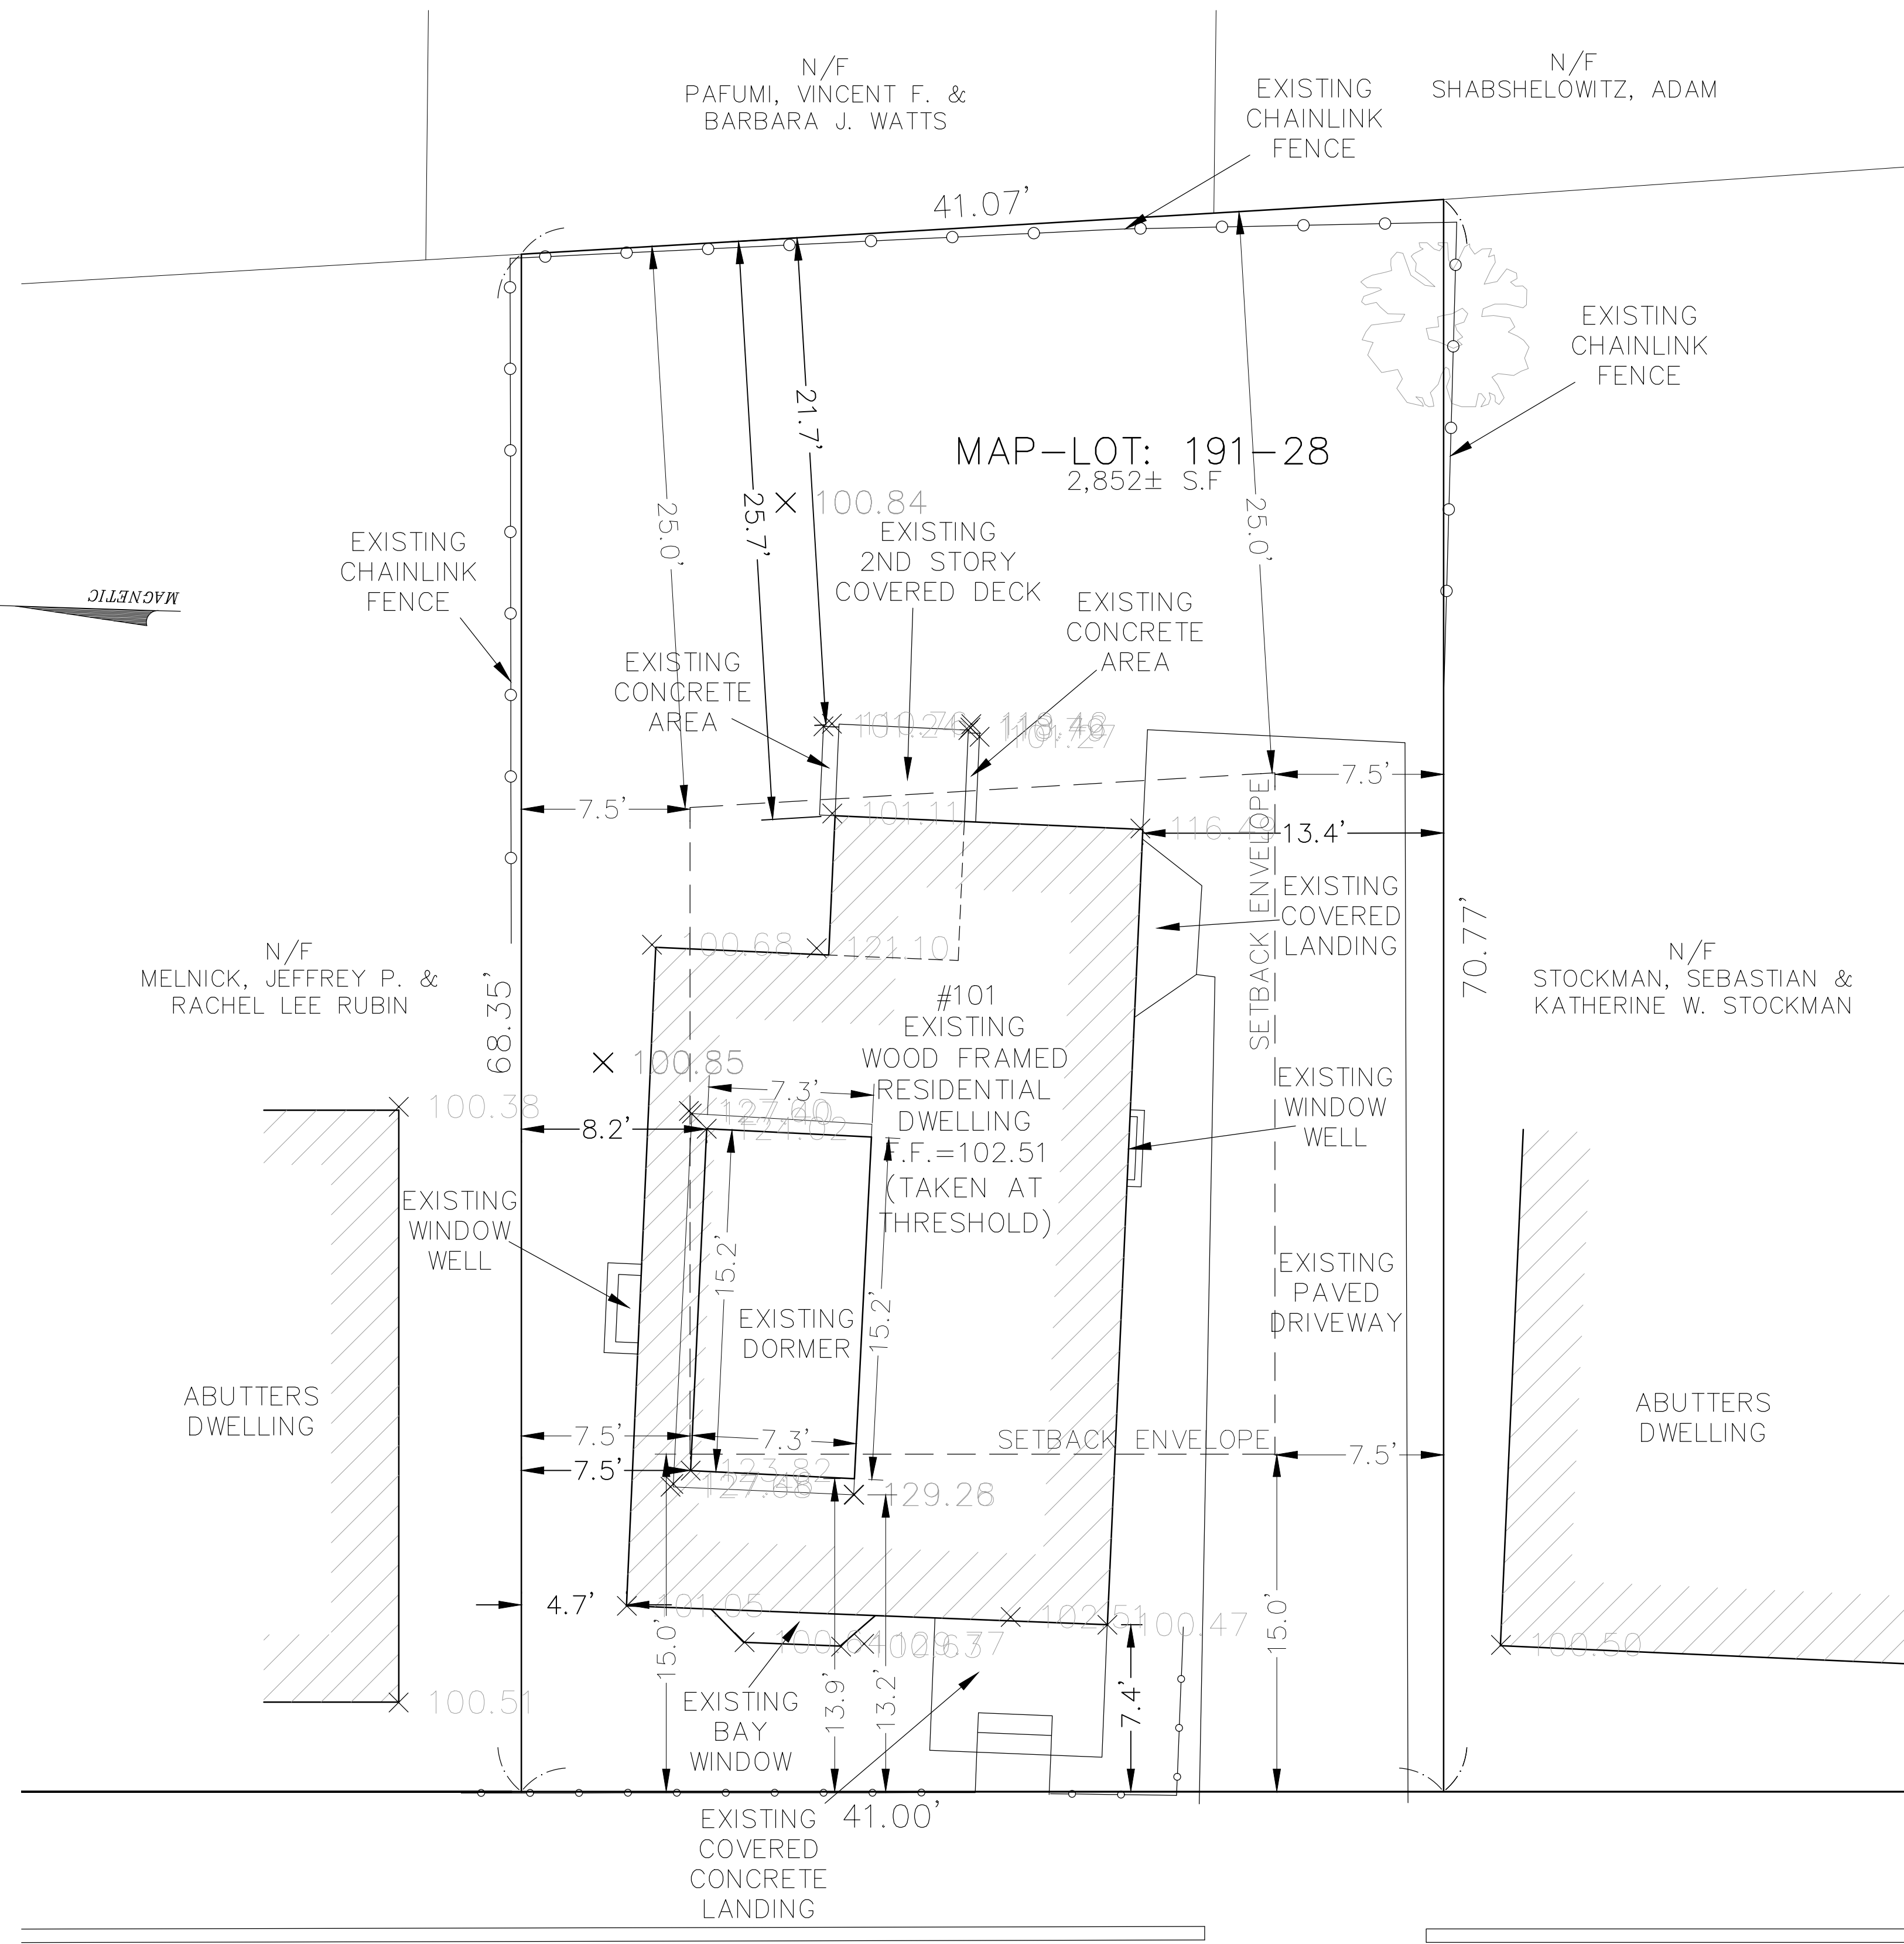 N/F
PAFUMI, VINCENT F. &
BARBARA J. WATTS
N/F
SHABSHELOWITZ, ADAM
EXISTING
CHAINLINK
FENCE
41.07'
EXISTING
CHAINLINK
FENCE
21.7'
25.7'
25.0'
25.0'
MAP-LOT: 191-28
2,852± S.F
100.84
EXISTING
2ND STORY
COVERED DECK
EXISTING
CHAINLINK
FENCE
MAGNETIC
EXISTING
CONCRETE
AREA
EXISTING
CONCRETE
AREA
7.5'
7.5'
101.11
116.49
13.4'
SETBACK ENVELOPE
EXISTING
COVERED
LANDING
100.68
121.10
N/F
MELNICK, JEFFREY P. &
RACHEL LEE RUBIN
68.35'
70.77'
N/F
STOCKMAN, SEBASTIAN &
KATHERINE W. STOCKMAN
#101
EXISTING
WOOD FRAMED
RESIDENTIAL
DWELLING
F.F.=102.51
(TAKEN AT
THRESHOLD)
100.85
7.3'
100.38
8.2'
EXISTING
WINDOW
WELL
EXISTING
WINDOW
WELL
15.2'
15.2'
EXISTING
DORMER
EXISTING
PAVED
DRIVEWAY
ABUTTERS
DWELLING
ABUTTERS
DWELLING
7.5'
7.3'
SETBACK ENVELOPE
7.5'
7.5'
123.82
4.7'
101.05
102.51
100.47
15.0'
15.0'
13.9'
13.2'
7.4'
100.50
100.51
EXISTING
BAY
WINDOW
41.00'
EXISTING
COVERED
CONCRETE
LANDING